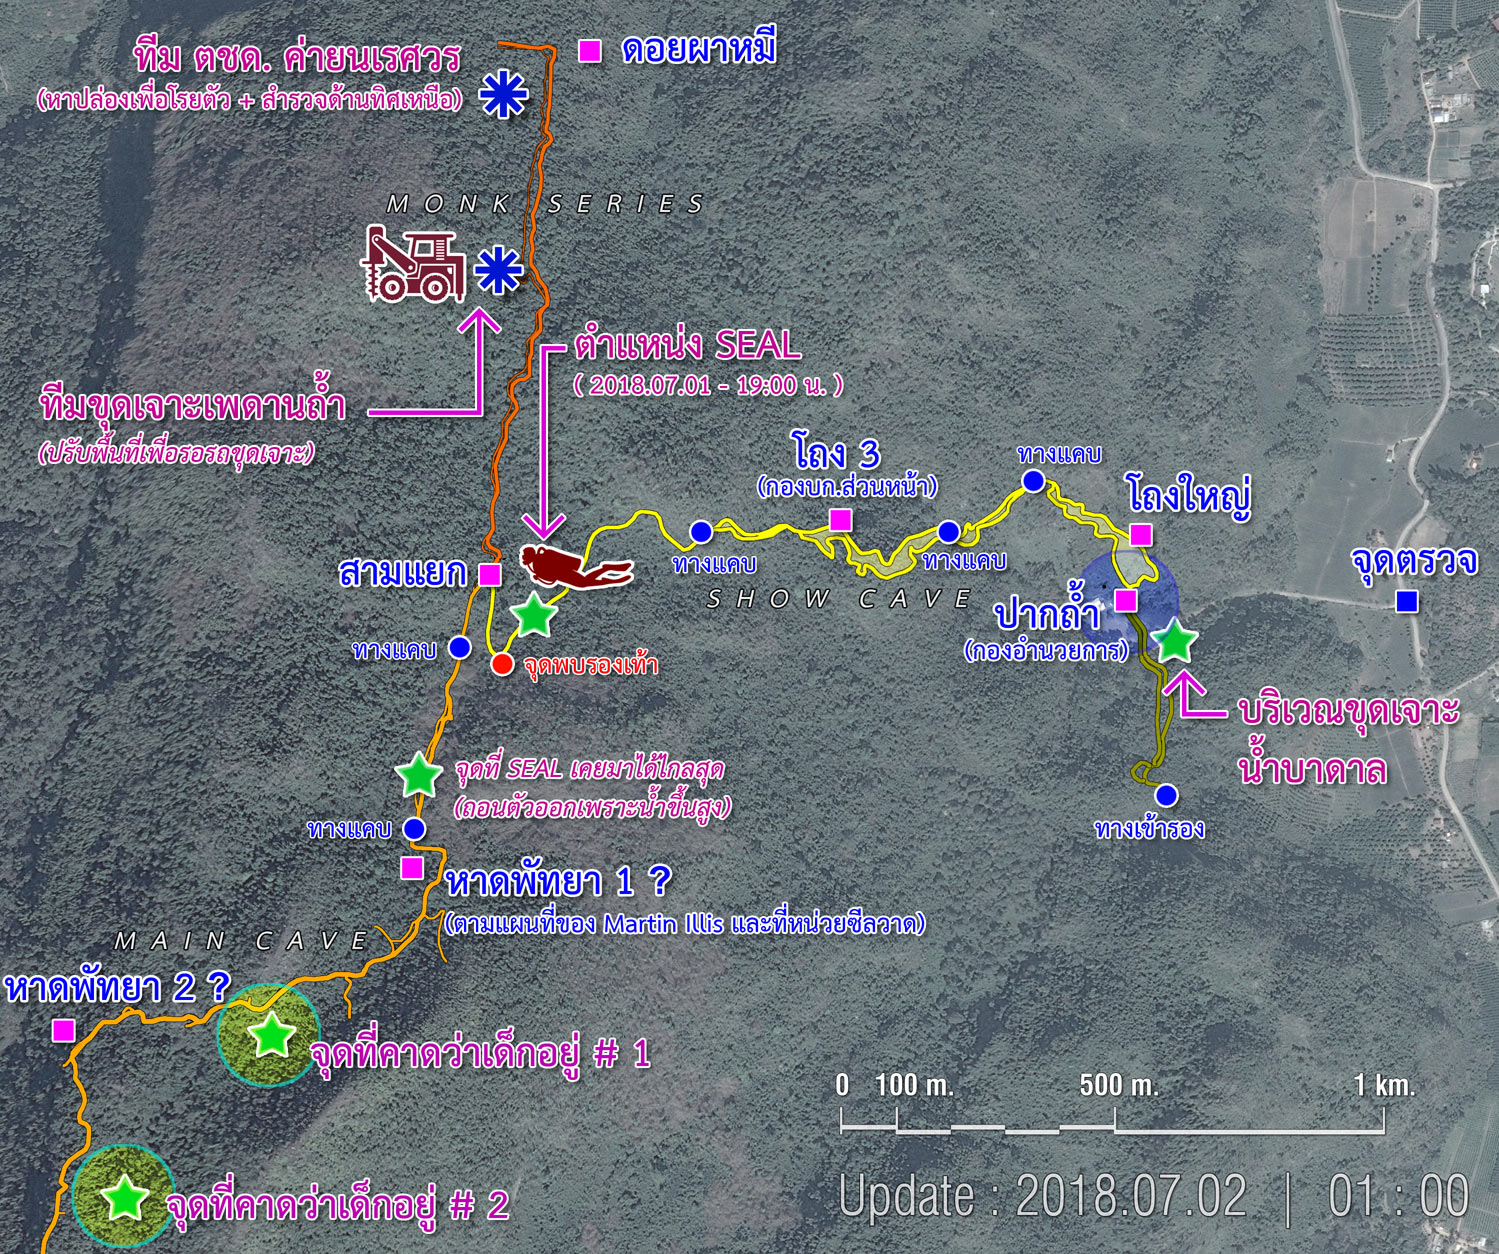 ทีม ตชด. ค่ายนเรศวร
(หาปล่องเพื่อโรยตัว + สำรวจด้านทิศเหนือ)
ดอยผาหมี
MONK SERIES
ตำแหน่ง SEAL
( 2018.07.01 - 19:00 น. )
ทีมขุดเจาะเพดานถ้ำ
(ปรับพื้นที่เพื่อรอรถขุดเจาะ)
โถง 3
(กองบก.ส่วนหน้า)
ทางแคบ
โถงใหญ่
ทางแคบ
ทางแคบ
จุดตรวจ
สามแยก
SHOW CAVE
ปากถ้ำ
(กองอำนวยการ)
ทางแคบ
จุดพบรองเท้า
บริเวณขุดเจาะ
น้ำบาดาล
จุดที่ SEAL เคยมาได้ไกลสุด
(ถอนตัวออกเพราะน้ำขึ้นสูง)
ทางแคบ
ทางเข้ารอง
หาดพัทยา 1 ?
(ตามแผนที่ของ Martin Illis และที่หน่วยซีลวาด)
MAIN CAVE
หาดพัทยา 2 ?
จุดที่คาดว่าเด็กอยู่ # 1
0 100 m. 500 m. 1 km.
จุดที่คาดว่าเด็กอยู่ # 2
Update : 2018.07.02 | 01 : 00